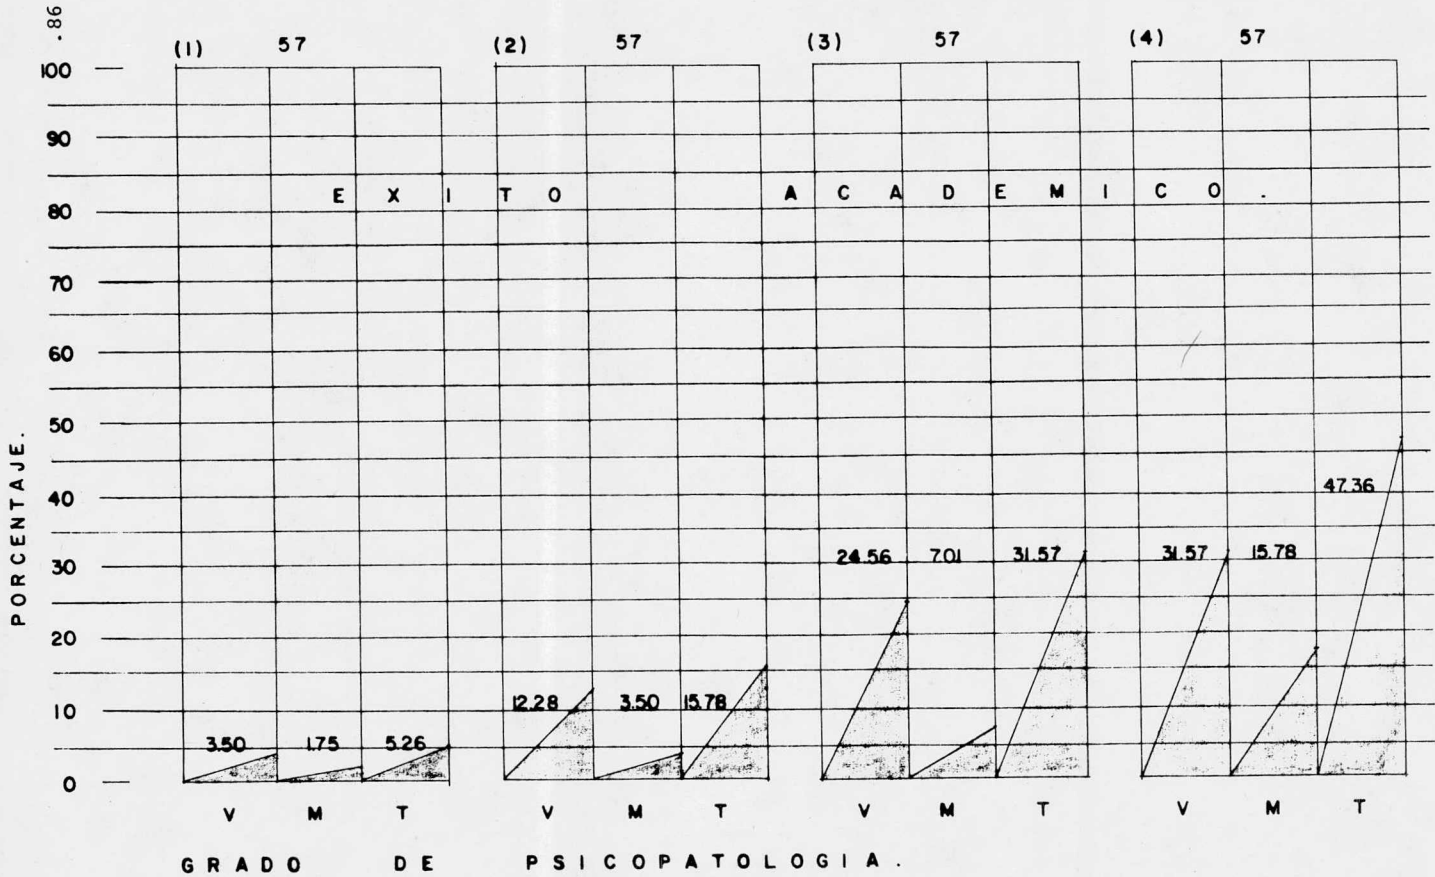 .86
(1) 57 (2) 57 (3) 57 (4) 57
100
90
EXITO ACADEMICO.
80
70
60
50
PORCENTAJE.
40 47.36
30 24.56 7.01 31.57 31.57 15.78
20
10 12.28 3.50 15.78
3.50 1.75 5.26
0
V M T V M T V M T V M T
GRADO DE PSICOPATOLOGIA.